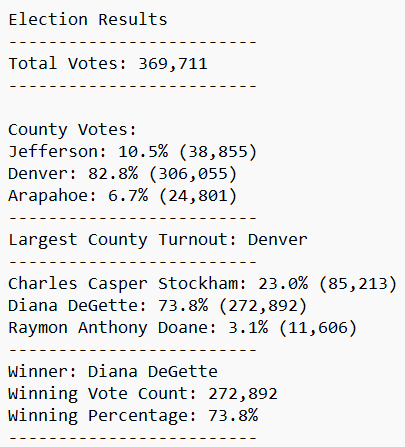 Election Results
-------------------------
Total Votes: 369,711
-------------------------
County Votes:
Jefferson: 10.5% (38,855)
Denver: 82.8% (306,055)
Arapahoe: 6.7% (24,801)
-------------------------
Largest County Turnout: Denver
-------------------------
Charles Casper Stockham: 23.0% (85,213)
Diana DeGette: 73.8% (272,892)
Raymon Anthony Doane: 3.1% (11,606)
-------------------------
Winner: Diana DeGette
Winning Vote Count: 272,892
Winning Percentage: 73.8%
-------------------------